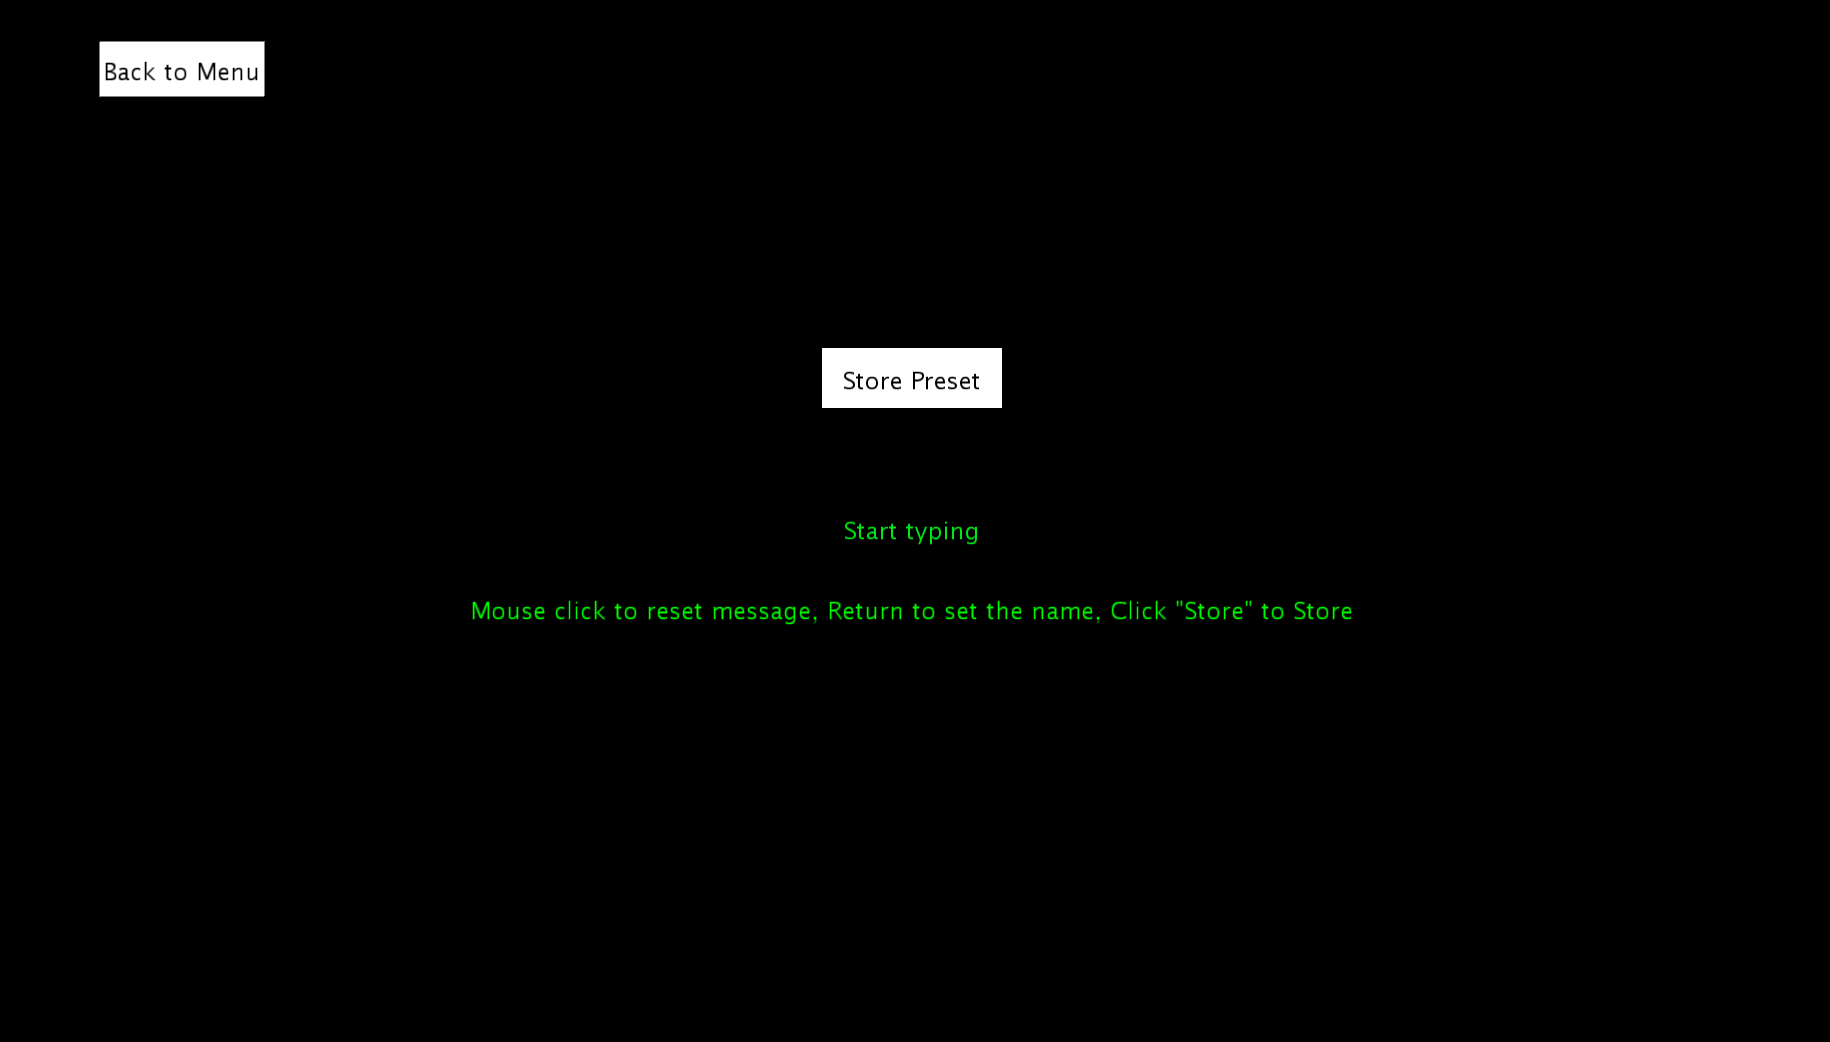 Back to Menu
Store Preset
Start typing
Mouse click to reset message, Return to set the name, Click "Store" to Store